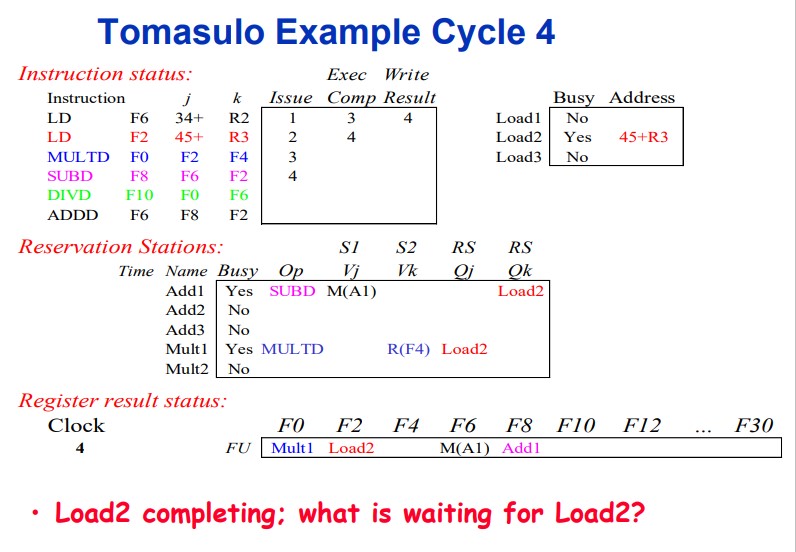 Tomasulo Example Cycle 4
Instruction status: Exec Write
Instruction j k Issue Comp Result Busy Address
LD F6 34+ R2 1 3 4 Load1 No
LD F2 45+ R3 2 4 Load2 Yes 45+R3
MULTD F0 F2 F4 3 Load3 No
SUBD F8 F6 F2 4
DIVD F10 F0 F6
ADDD F6 F8 F2
Reservation Stations: S1 S2 RS RS
Time Name Busy Op Vj Vk Qj Qk
Add1 Yes SUBD M(A1) Load2
Add2 No
Add3 No
Mult1 Yes MULTD R(F4) Load2
Mult2 No
Register result status:
Clock F0 F2 F4 F6 F8 F10 F12 ... F30
4 FU Mult1 Load2 M(A1) Add1
• Load2 completing; what is waiting for Load2?